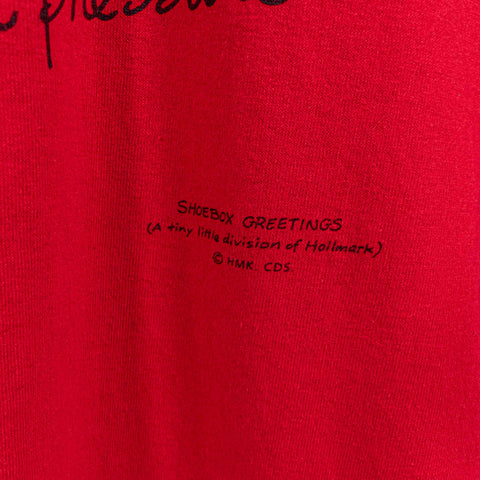 SHOEBOX GREETINGS
(A tiny little division of Hallmark)
© HMK. CDS.